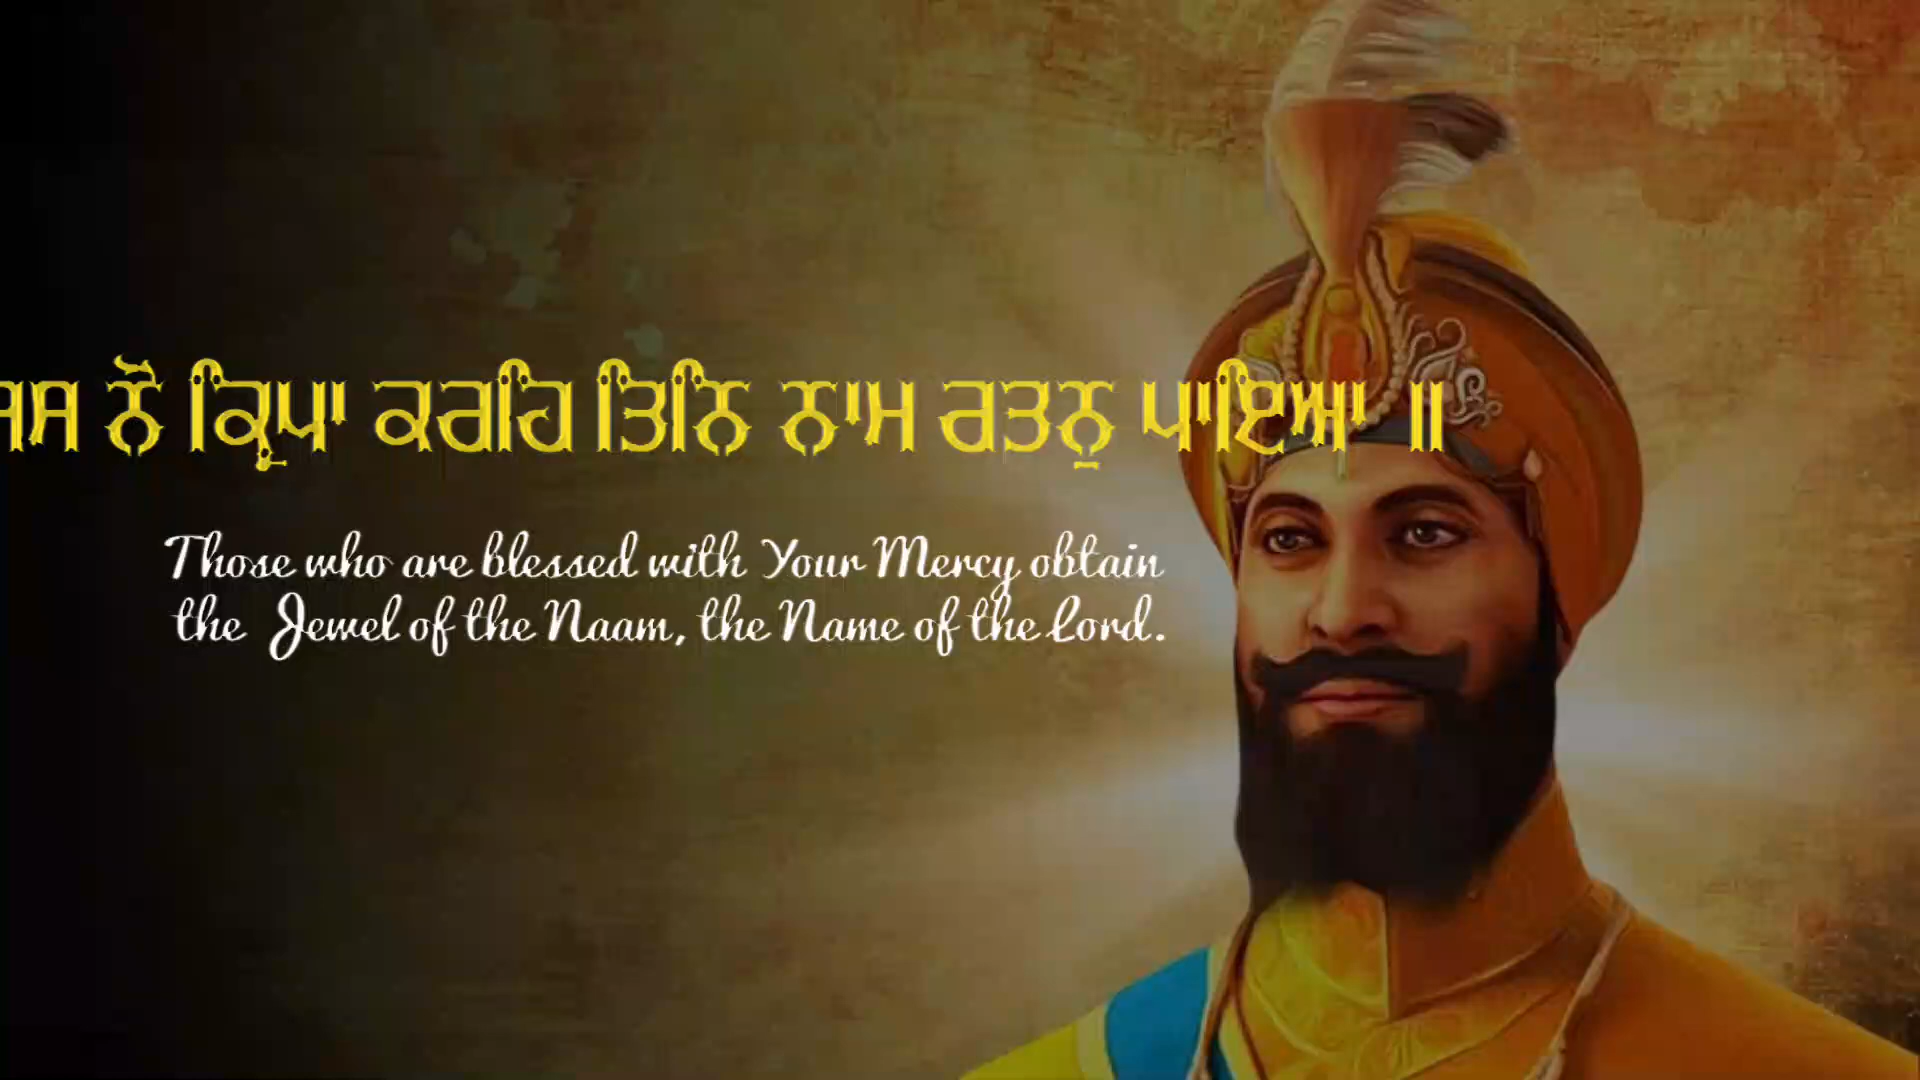 ਨੋ ਕ੍ਰਿਪਾ ਕਰਹਿ ਤਿਨਿ ਨਾਮ ਰਤਨੁ ਪਾਇਆ ॥
Those who are blessed with Your Mercy obtain
the Jewel of the Naam, the Name of the Lord.